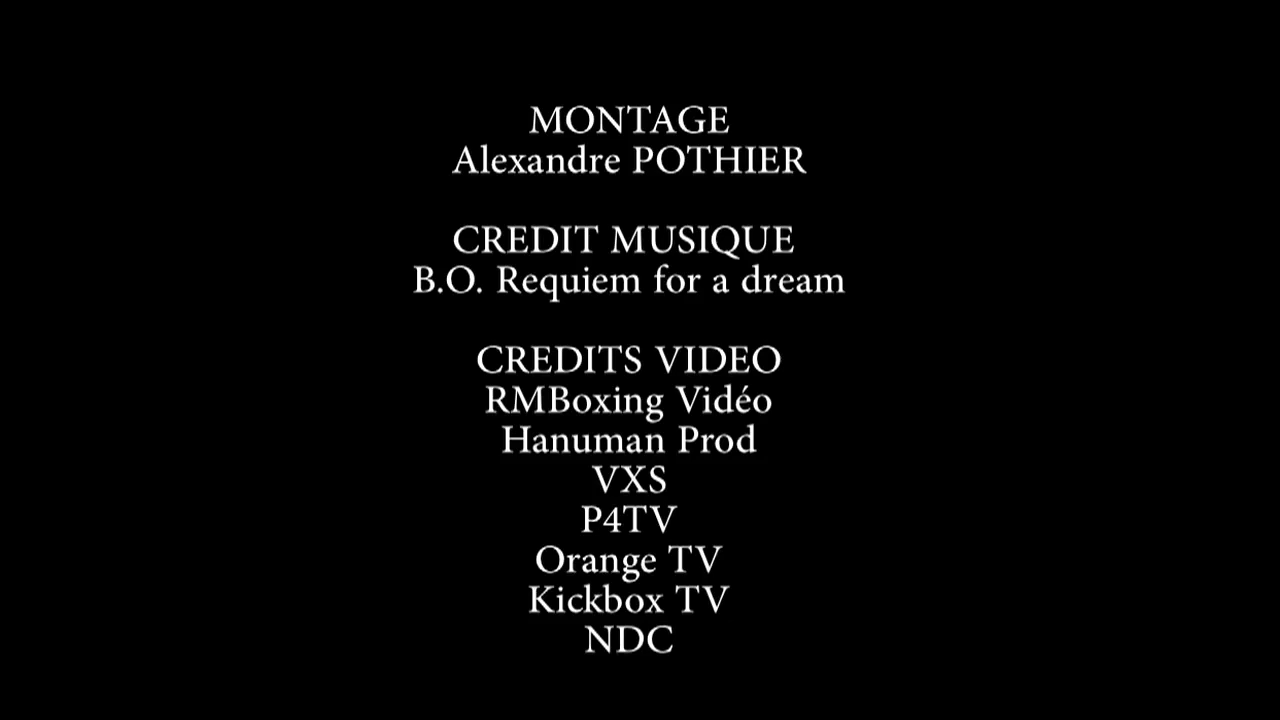 MONTAGE
Alexandre POTHIER
CREDIT MUSIQUE
B.O. Requiem for a dream
CREDITS VIDEO
RMBoxing Vidéo
Hanuman Prod
VXS
P4TV
Orange TV
Kickbox TV
NDC